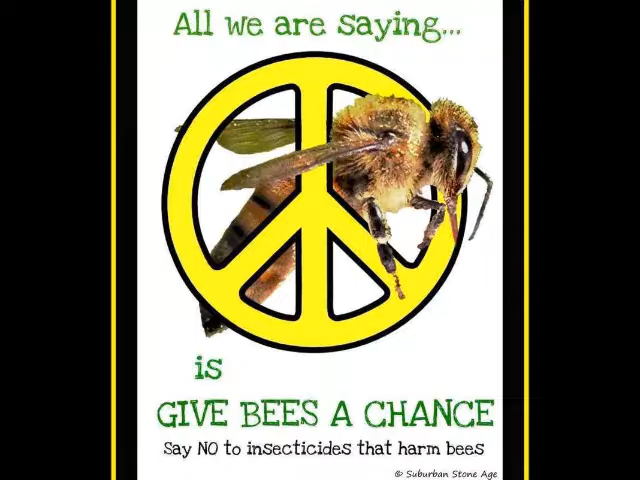 All we are saying...
is
GIVE BEES A CHANCE
Say NO to insecticides that harm bees
© Suburban Stone Age